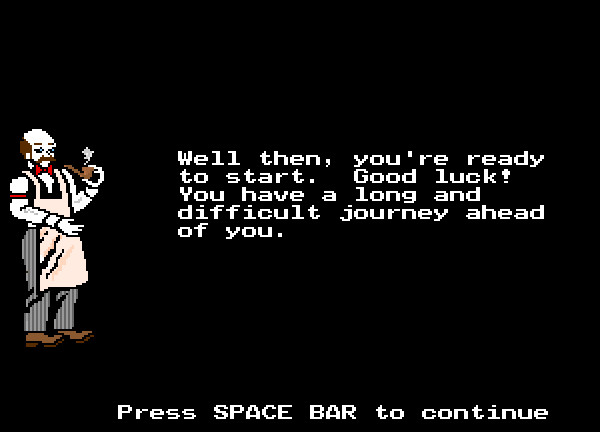 Well then, you're ready
to start.  Good luck!
You have a long and
difficult journey ahead
of you.
Press SPACE BAR to continue